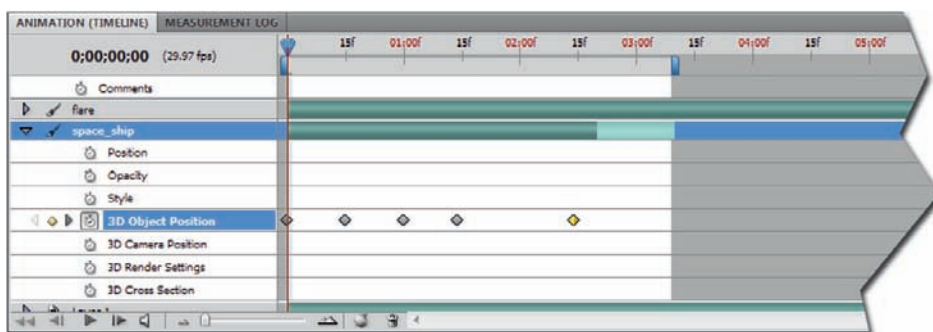 ANIMATION (TIMELINE) MEASUREMENT LOG
0;00;00;00 (29.97 fps) 15f 01;00f 15f 02;00f 15f 03;00f 15f 04;00f 15f 05;00f
Comments
flare
space_ship
Position
Opacity
Style
3D Object Position
3D Camera Position
3D Render Settings
3D Cross Section